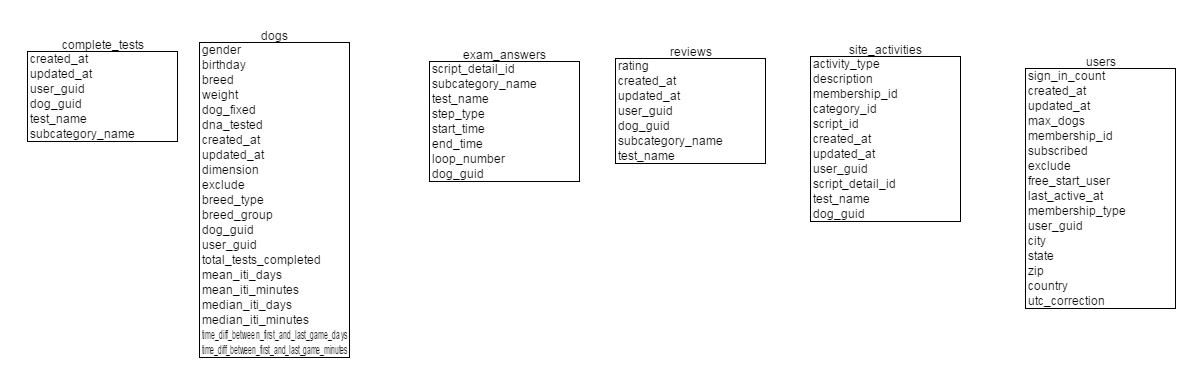 complete_tests
created_at
updated_at
user_guid
dog_guid
test_name
subcategory_name
dogs
gender
birthday
breed
weight
dog_fixed
dna_tested
created_at
updated_at
dimension
exclude
breed_type
breed_group
dog_guid
user_guid
total_tests_completed
mean_iti_days
mean_iti_minutes
median_iti_days
median_iti_minutes
time_diff_between_first_and_last_game_days
time_diff_between_first_and_last_game_minutes
exam_answers
script_detail_id
subcategory_name
test_name
step_type
start_time
end_time
loop_number
dog_guid
reviews
rating
created_at
updated_at
user_guid
dog_guid
subcategory_name
test_name
site_activities
activity_type
description
membership_id
category_id
script_id
created_at
updated_at
user_guid
script_detail_id
test_name
dog_guid
users
sign_in_count
created_at
updated_at
max_dogs
membership_id
subscribed
exclude
free_start_user
last_active_at
membership_type
user_guid
city
state
zip
country
utc_correction